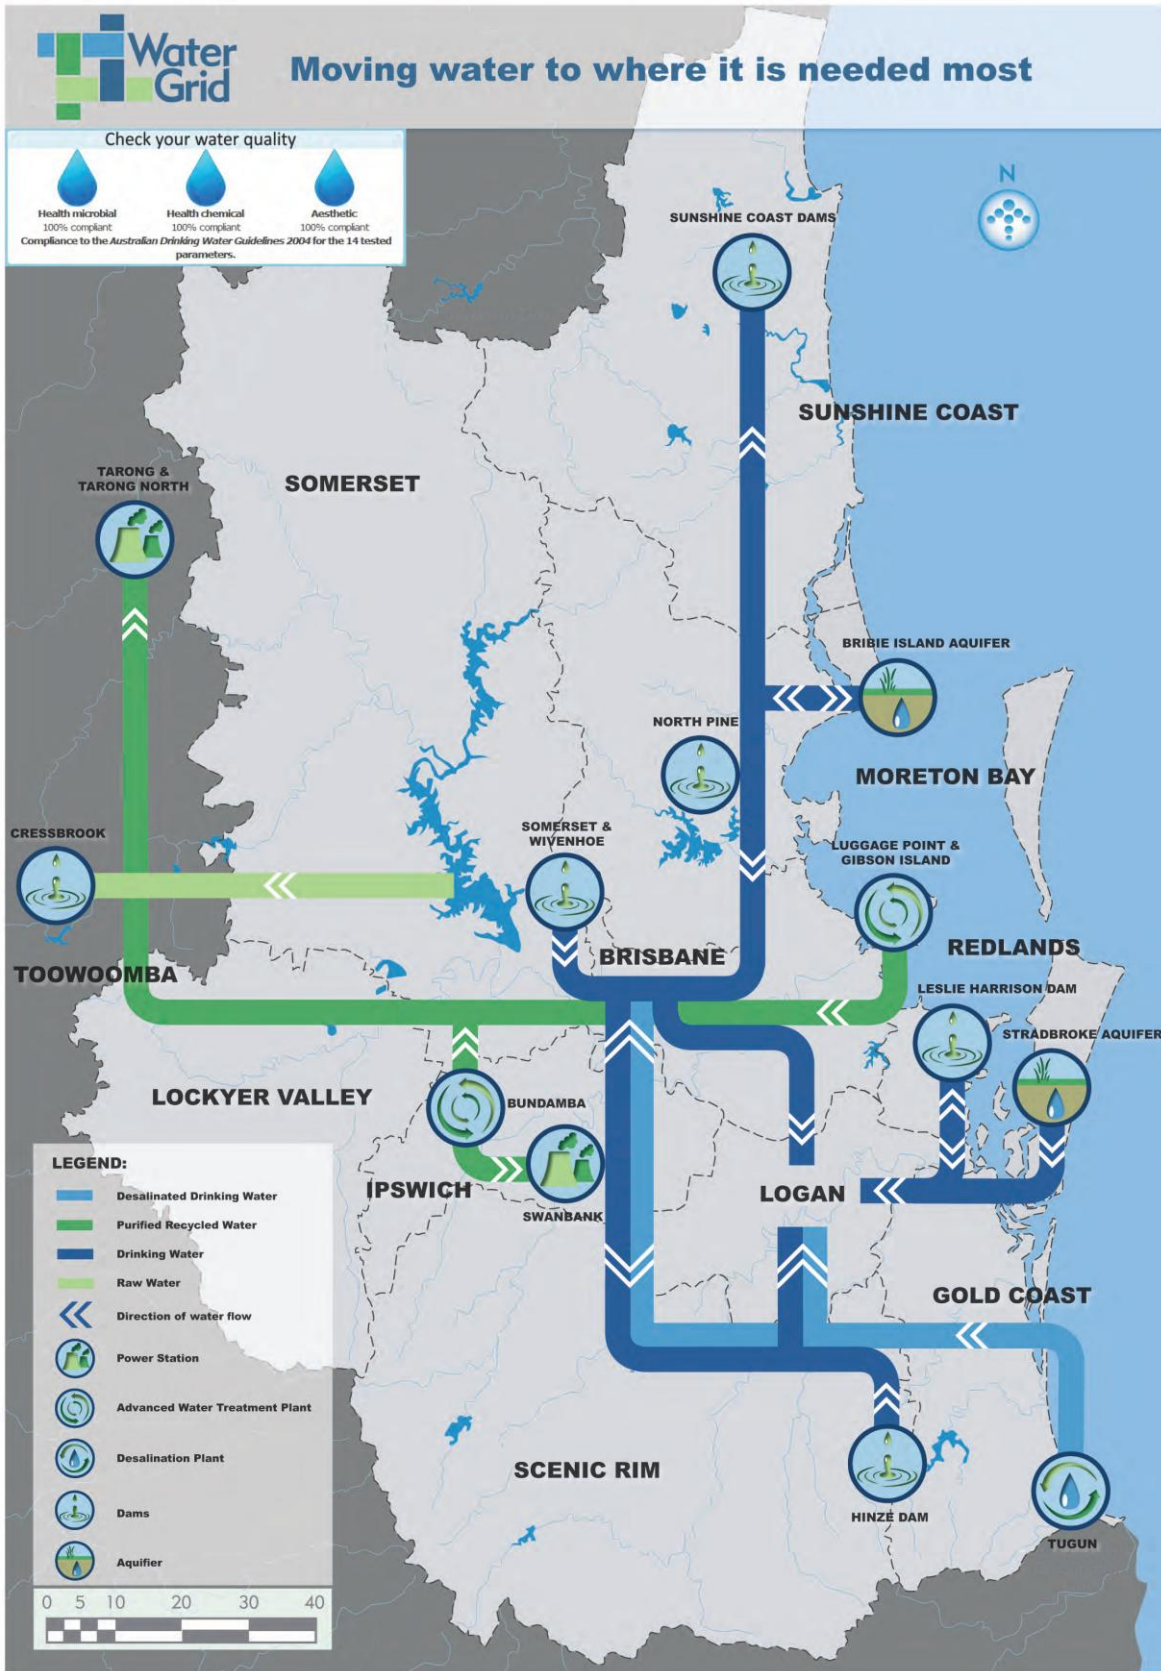 Water
Grid
Moving water to where it is needed most
Check your water quality
Health microbial
100% compliant
Health chemical
100% compliant
Aesthetic
100% compliant
Compliance to the Australian Drinking Water Guidelines 2004 for the 14 tested
parameters.
N
SUNSHINE COAST DAMS
SUNSHINE COAST
TARONG &
TARONG NORTH
SOMERSET
BRIBIE ISLAND AQUIFER
NORTH PINE
MORETON BAY
CRESSBROOK
SOMERSET &
WIVENHOE
LUGGAGE POINT &
GIBSON ISLAND
TOOWOOMBA
BRISBANE
REDLANDS
LESLIE HARRISON DAM
STRADBROKE AQUIFER
LOCKYER VALLEY
BUNDAMBA
IPSWICH
SWANBANK
LOGAN
GOLD COAST
SCENIC RIM
HINZE DAM
TUGUN
LEGEND:
Desalinated Drinking Water
Purified Recycled Water
Drinking Water
Raw Water
Direction of water flow
Power Station
Advanced Water Treatment Plant
Desalination Plant
Dams
Aquifier
0 5 10 20 30 40